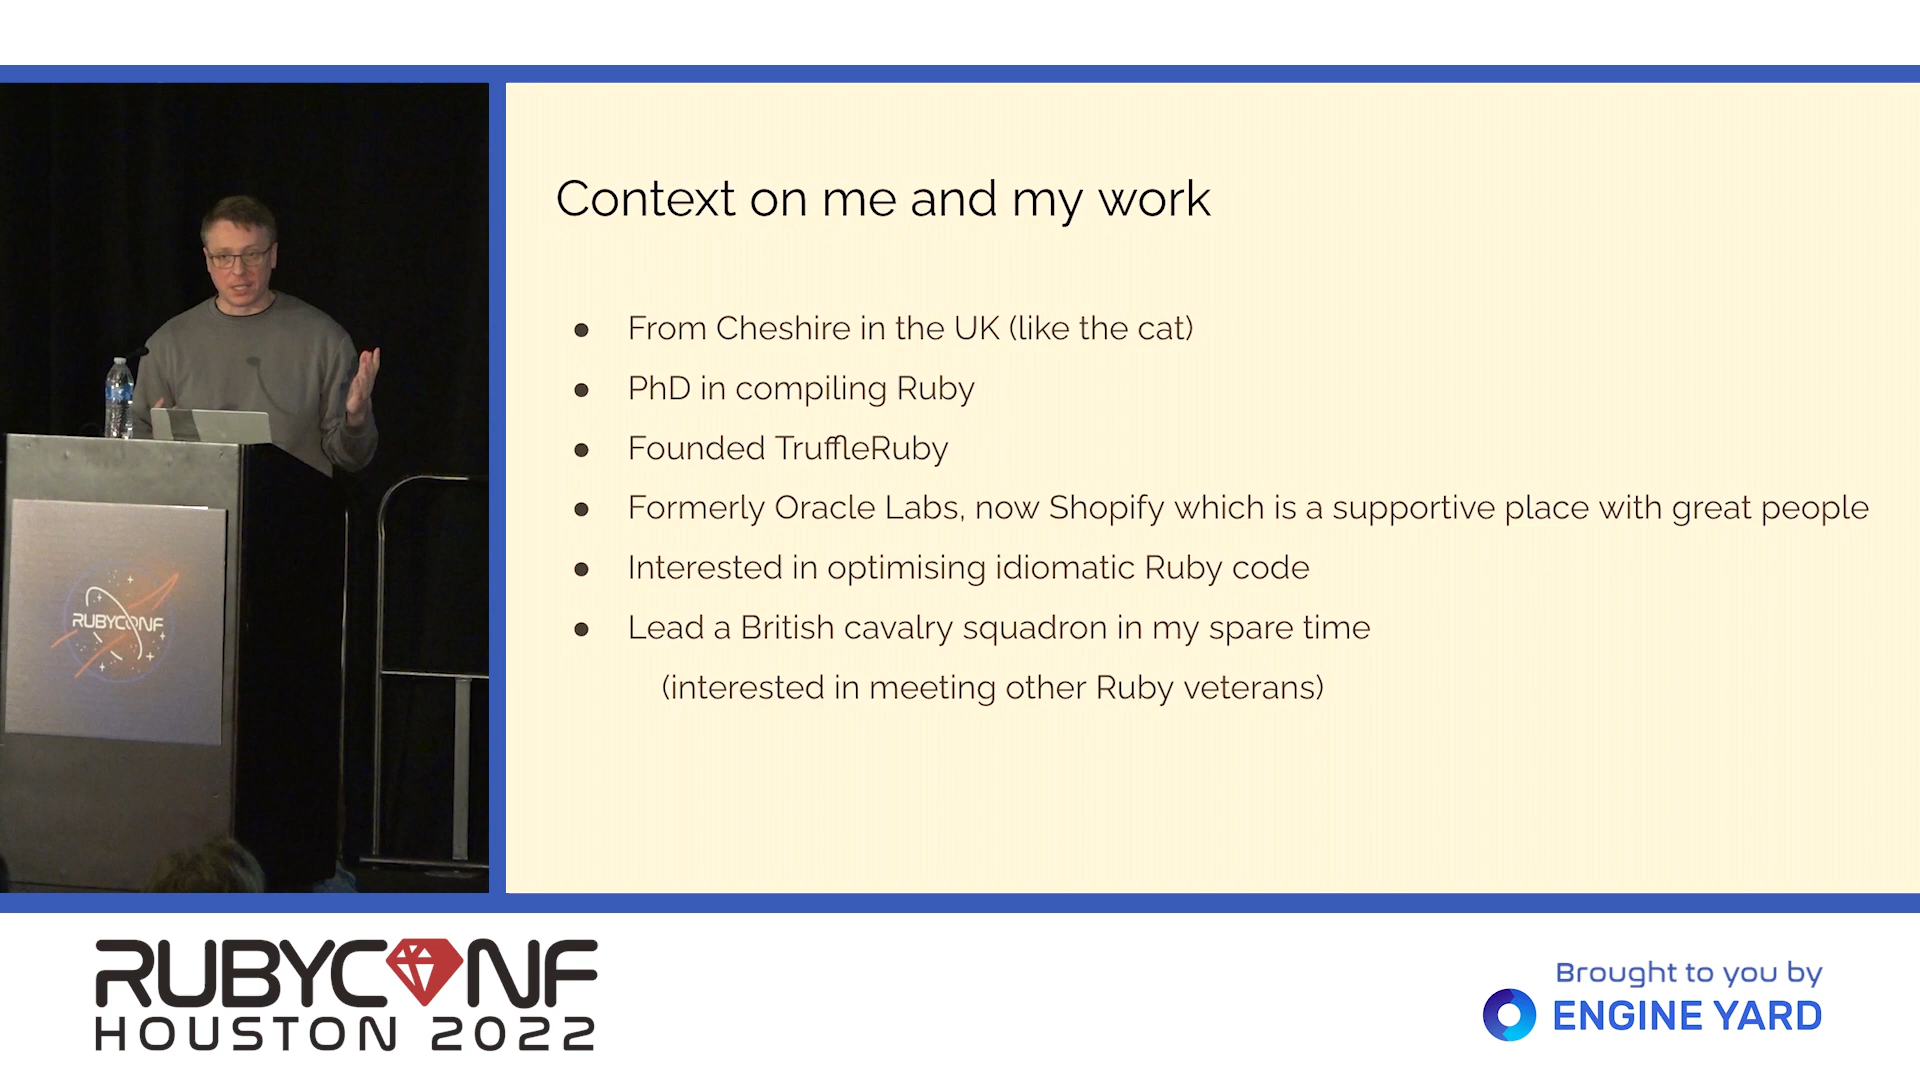 Context on me and my work
● From Cheshire in the UK (like the cat)
● PhD in compiling Ruby
● Founded TruffleRuby
● Formerly Oracle Labs, now Shopify which is a supportive place with great people
● Interested in optimising idiomatic Ruby code
● Lead a British cavalry squadron in my spare time
(interested in meeting other Ruby veterans)
RUBYCONF
RUBYCONF
HOUSTON 2022
Brought to you by
ENGINE YARD